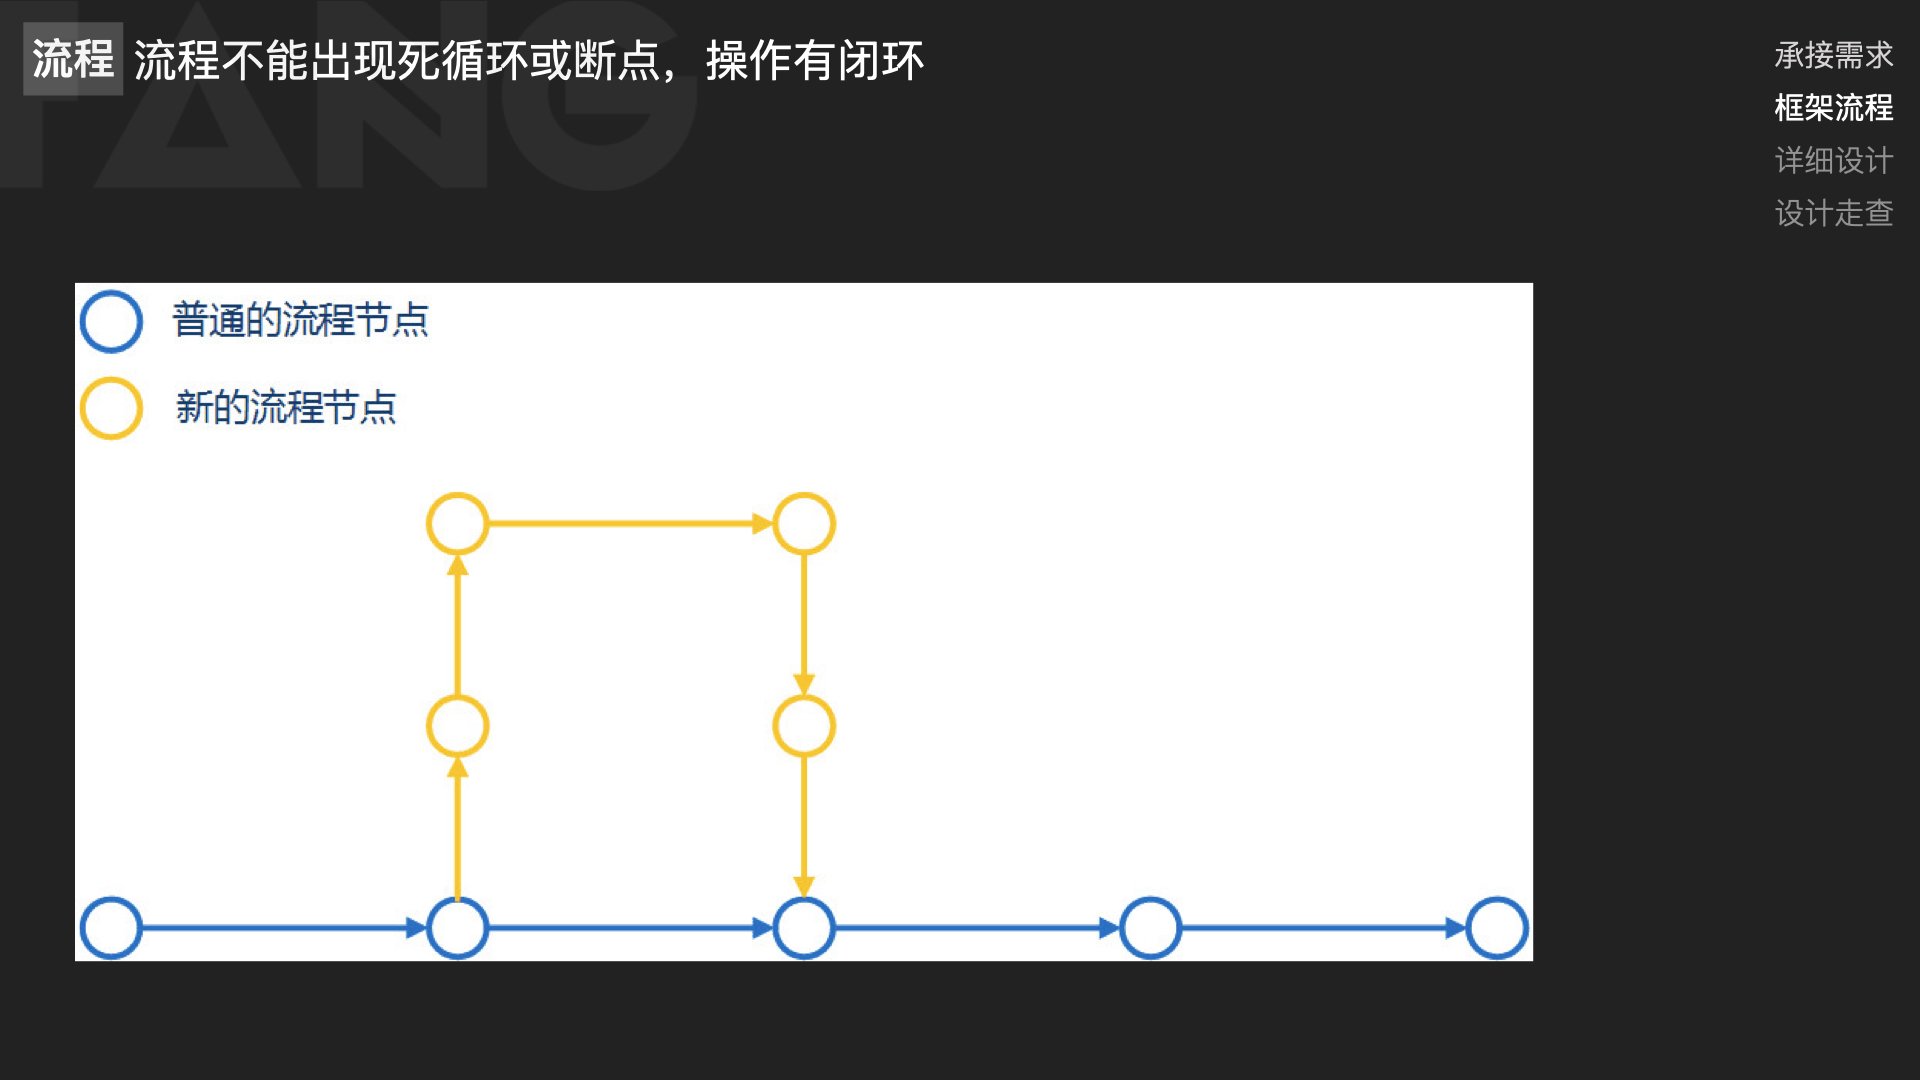 TANG
流程 流程不能出现死循环或断点，操作有闭环
承接需求
框架流程
详细设计
设计走查
普通的流程节点
新的流程节点